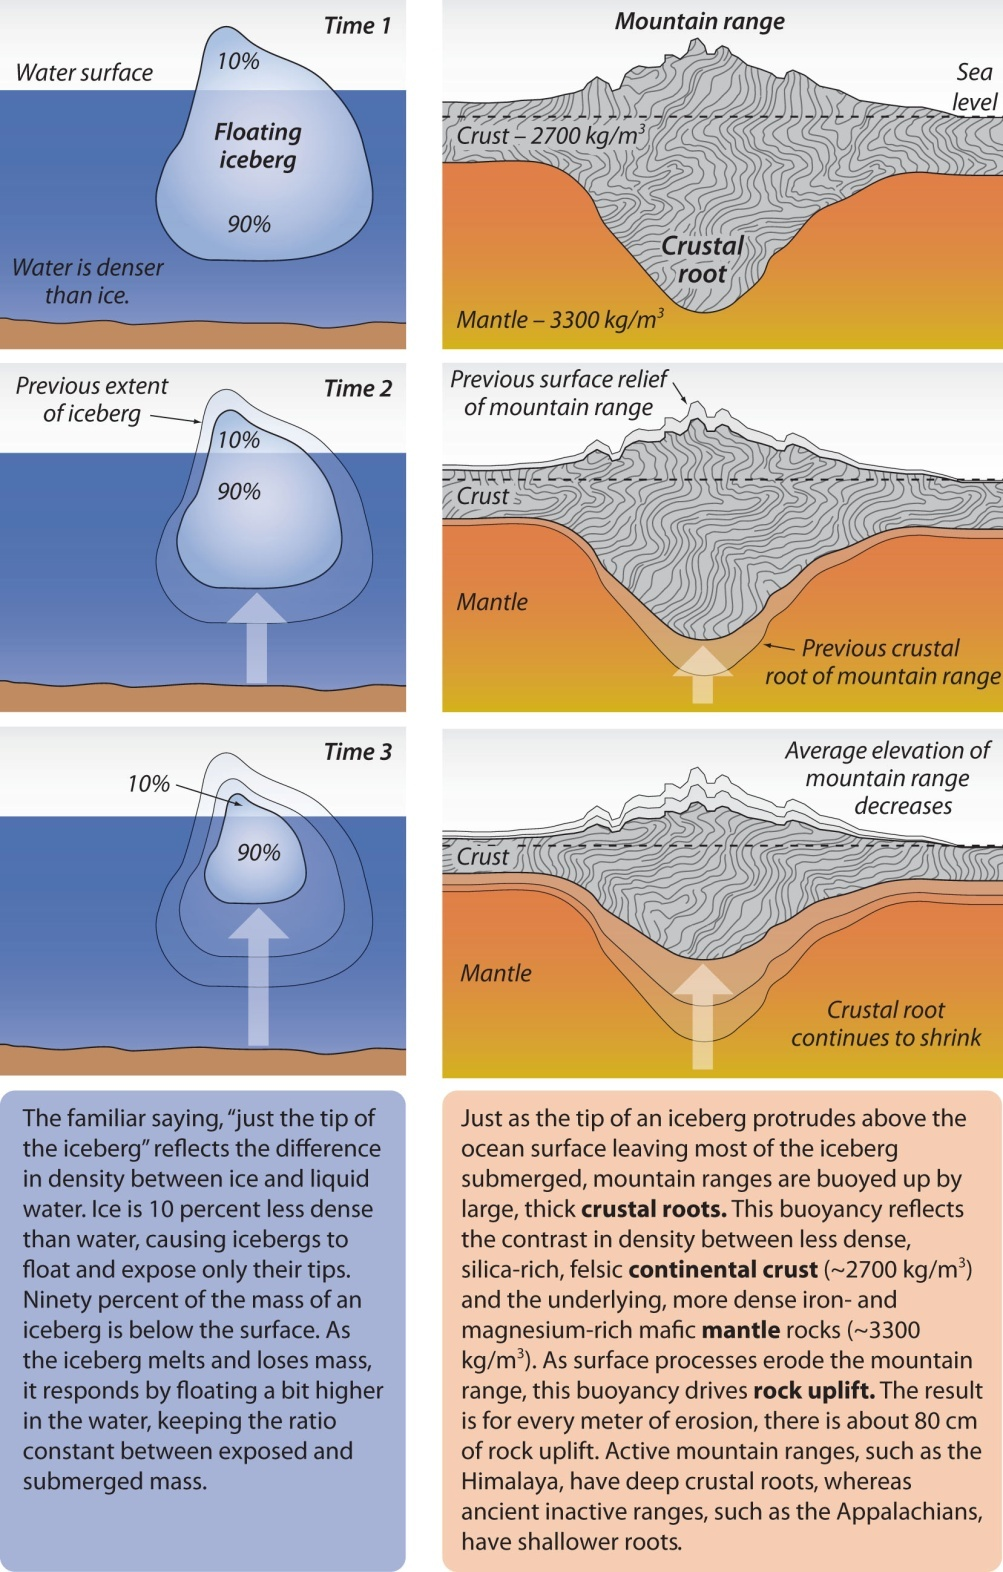 Time 1
10%
Water surface
Floating
iceberg
90%
Water is denser
than ice.
Mountain range
Sea
level
Crust – 2700 kg/m³
Crustal
root
Mantle – 3300 kg/m³
Previous extent
of iceberg
Time 2
10%
90%
Previous surface relief
of mountain range
Crust
Mantle
Previous crustal
root of mountain range
Time 3
10%
90%
Average elevation of
mountain range
decreases
Crust
Mantle
Crustal root
continues to shrink
The familiar saying, “just the tip of
the iceberg” reflects the difference
in density between ice and liquid
water. Ice is 10 percent less dense
than water, causing icebergs to
float and expose only their tips.
Ninety percent of the mass of an
iceberg is below the surface. As
the iceberg melts and loses mass,
it responds by floating a bit higher
in the water, keeping the ratio
constant between exposed and
submerged mass.
Just as the tip of an iceberg protrudes above the
ocean surface leaving most of the iceberg
submerged, mountain ranges are buoyed up by
large, thick crustal roots. This buoyancy reflects
the contrast in density between less dense,
silica-rich, felsic continental crust (~2700 kg/m³)
and the underlying, more dense iron- and
magnesium-rich mafic mantle rocks (~3300
kg/m³). As surface processes erode the mountain
range, this buoyancy drives rock uplift. The result
is for every meter of erosion, there is about 80 cm
of rock uplift. Active mountain ranges, such as the
Himalaya, have deep crustal roots, whereas
ancient inactive ranges, such as the Appalachians,
have shallower roots.